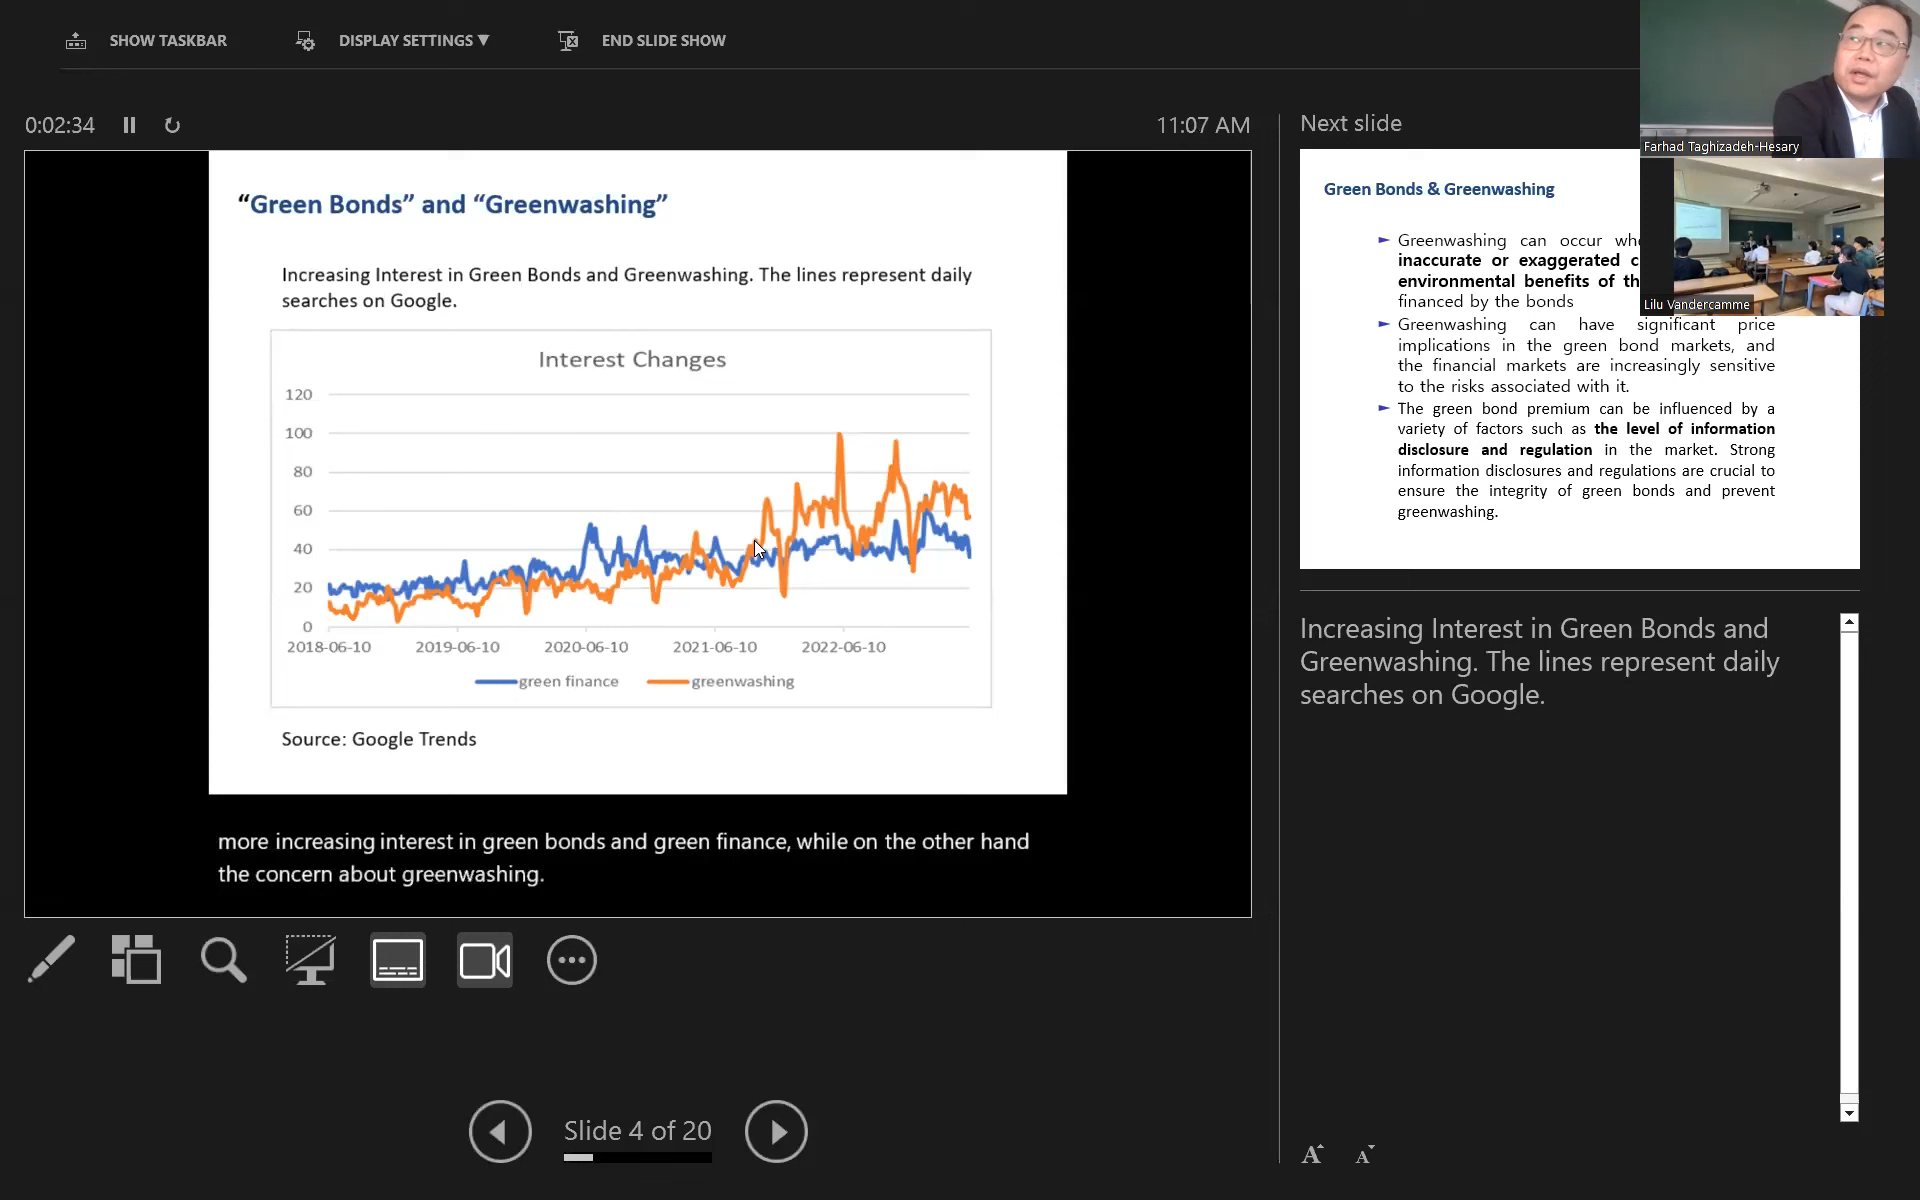 SHOW TASKBAR
DISPLAY SETTINGS ▼
END SLIDE SHOW
0:02:34
11:07 AM
“Green Bonds” and “Greenwashing”
Increasing Interest in Green Bonds and Greenwashing. The lines represent daily
searches on Google.
Interest Changes
120
100
80
60
40
20
0
2018-06-10 2019-06-10 2020-06-10 2021-06-10 2022-06-10
green finance greenwashing
Source: Google Trends
more increasing interest in green bonds and green finance, while on the other hand
the concern about greenwashing.
Slide 4 of 20
Next slide
Farhad Taghizadeh-Hesary
Lilu Vandercamme
Green Bonds & Greenwashing
► Greenwashing can occur
inaccurate or exaggerated
environmental benefits of
financed by the bonds
► Greenwashing can have significant price
implications in the green bond markets, and
the financial markets are increasingly sensitive
to the risks associated with it.
► The green bond premium can be influenced by a
variety of factors such as the level of information
disclosure and regulation in the market. Strong
information disclosures and regulations are crucial to
ensure the integrity of green bonds and prevent
greenwashing.
Increasing Interest in Green Bonds and
Greenwashing. The lines represent daily
searches on Google.
A A